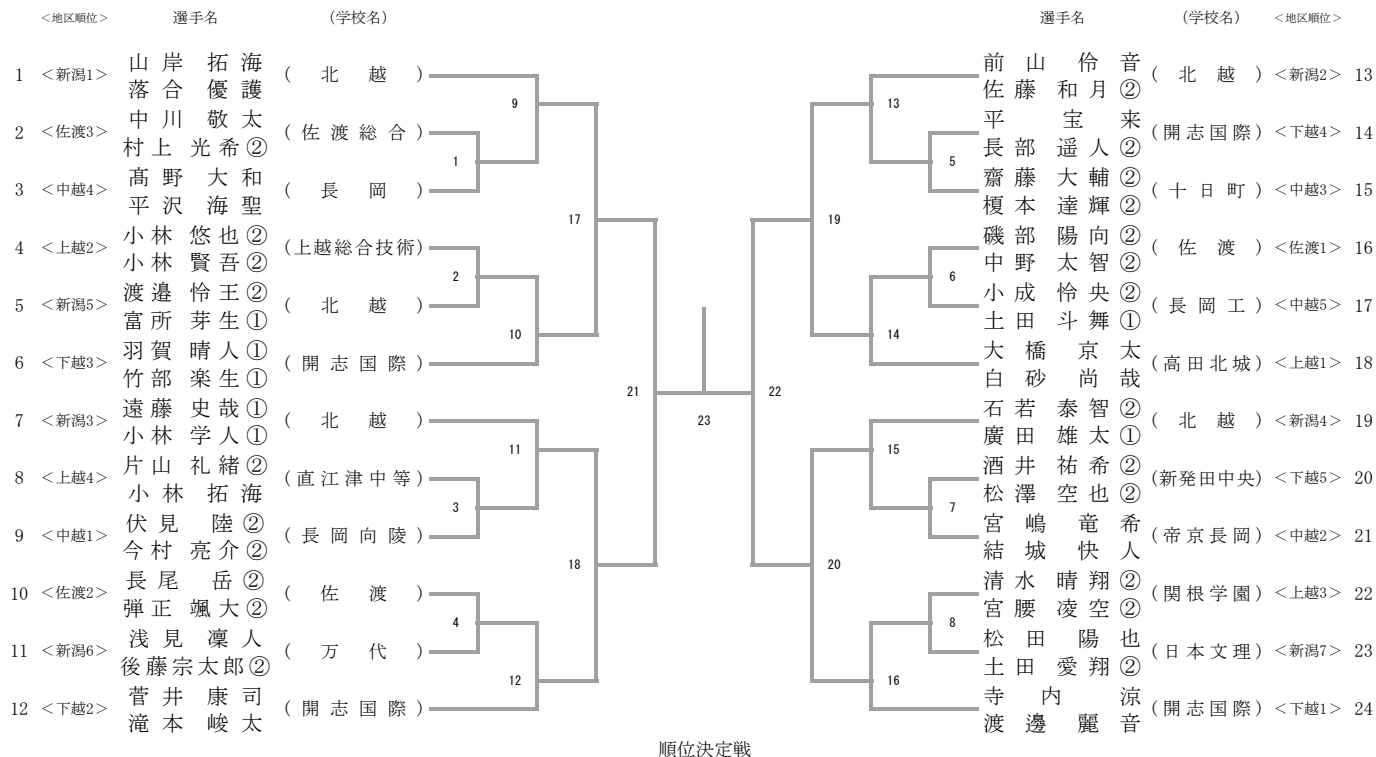 <地区順位> 選手名 (学校名) 選手名 (学校名) <地区順位>
1 <新潟1> 山岸 拓海 (北越)
落合 優護
2 <佐渡3> 中川 敬太 (佐渡総合)
村上 光希②
3 <中越4> 髙野 大和 (長岡)
平沢 海聖
4 <上越2> 小林 悠也② (上越総合技術)
小林 賢吾②
5 <新潟5> 渡邉 怜王② (北越)
富所 芽生①
6 <下越3> 羽賀 晴人① (開志国際)
竹部 楽生①
7 <新潟3> 遠藤 史哉① (北越)
小林 学人①
8 <上越4> 片山 礼緒② (直江津中等)
小林 拓海
9 <中越1> 伏見 陸② (長岡向陵)
今村 亮介②
10 <佐渡2> 長尾 岳② (佐渡)
弾正 颯大②
11 <新潟6> 浅見 凜人 (万代)
後藤宗太郎②
12 <下越2> 菅井 康司 (開志国際)
滝本 峻太
9
1
17
2
10
21
11
3
18
4
12
23
13
5
19
6
14
22
15
7
20
8
16
前山 伶音 (北越) <新潟2> 13
佐藤 和月②
平 宝来 (開志国際) <下越4> 14
長部 遥人②
齋藤 大輔② (十日町) <中越3> 15
榎本 達輝②
磯部 陽向② (佐渡) <佐渡1> 16
中野 太智②
小成 怜央② (長岡工) <中越5> 17
土田 斗舞①
大橋 京太 (高田北城) <上越1> 18
白砂 尚哉
石若 泰智② (北越) <新潟4> 19
廣田 雄太①
酒井 祐希② (新発田中央) <下越5> 20
松澤 空也②
宮嶋 竜希 (帝京長岡) <中越2> 21
結城 快人
清水 晴翔② (関根学園) <上越3> 22
宮腰 凌空②
松田 陽也 (日本文理) <新潟7> 23
土田 愛翔②
寺内 涼 (開志国際) <下越1> 24
渡邊 麗音
順位決定戦